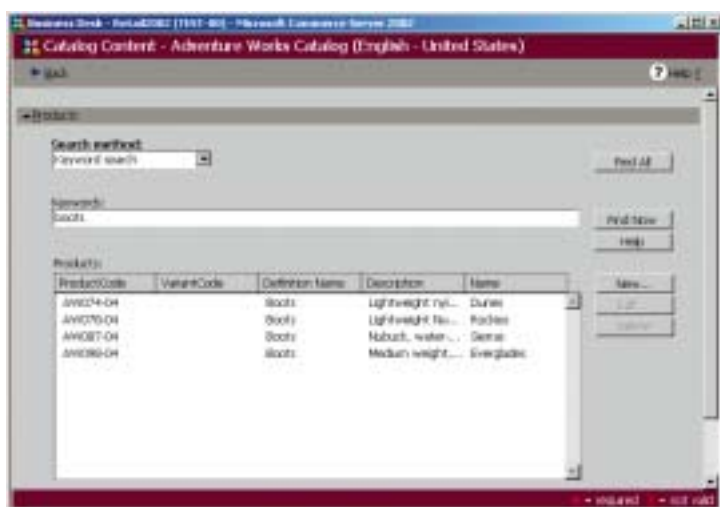 Business Desk - Retail2002 - Microsoft Commerce Server 2002
Catalog Content - Adventure Works Catalog (English - United States)
Back
Help
Products
Search method:
Keyword search
Find All
Keywords:
boots
Find Now
Help
Products:
ProductCode VariantCode Definition Name Description Name
AW074-04 Boots Lightweight nyl... Dunes
AW078-04 Boots Lightweight Nu... Rockies
AW087-04 Boots Nubuck, water-... Sierras
AW098-04 Boots Medium weight,... Everglades
New...
Edit...
Delete
= required = not valid